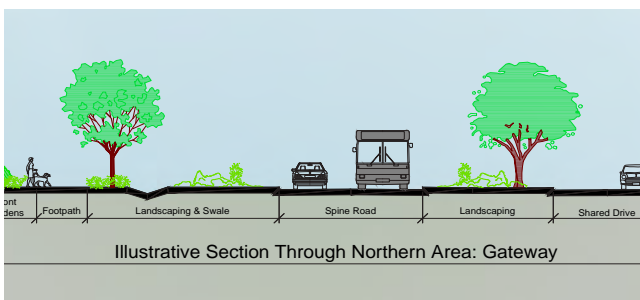 ont
dens
Footpath
Landscaping & Swale
Spine Road
Landscaping
Shared Drive
Illustrative Section Through Northern Area: Gateway